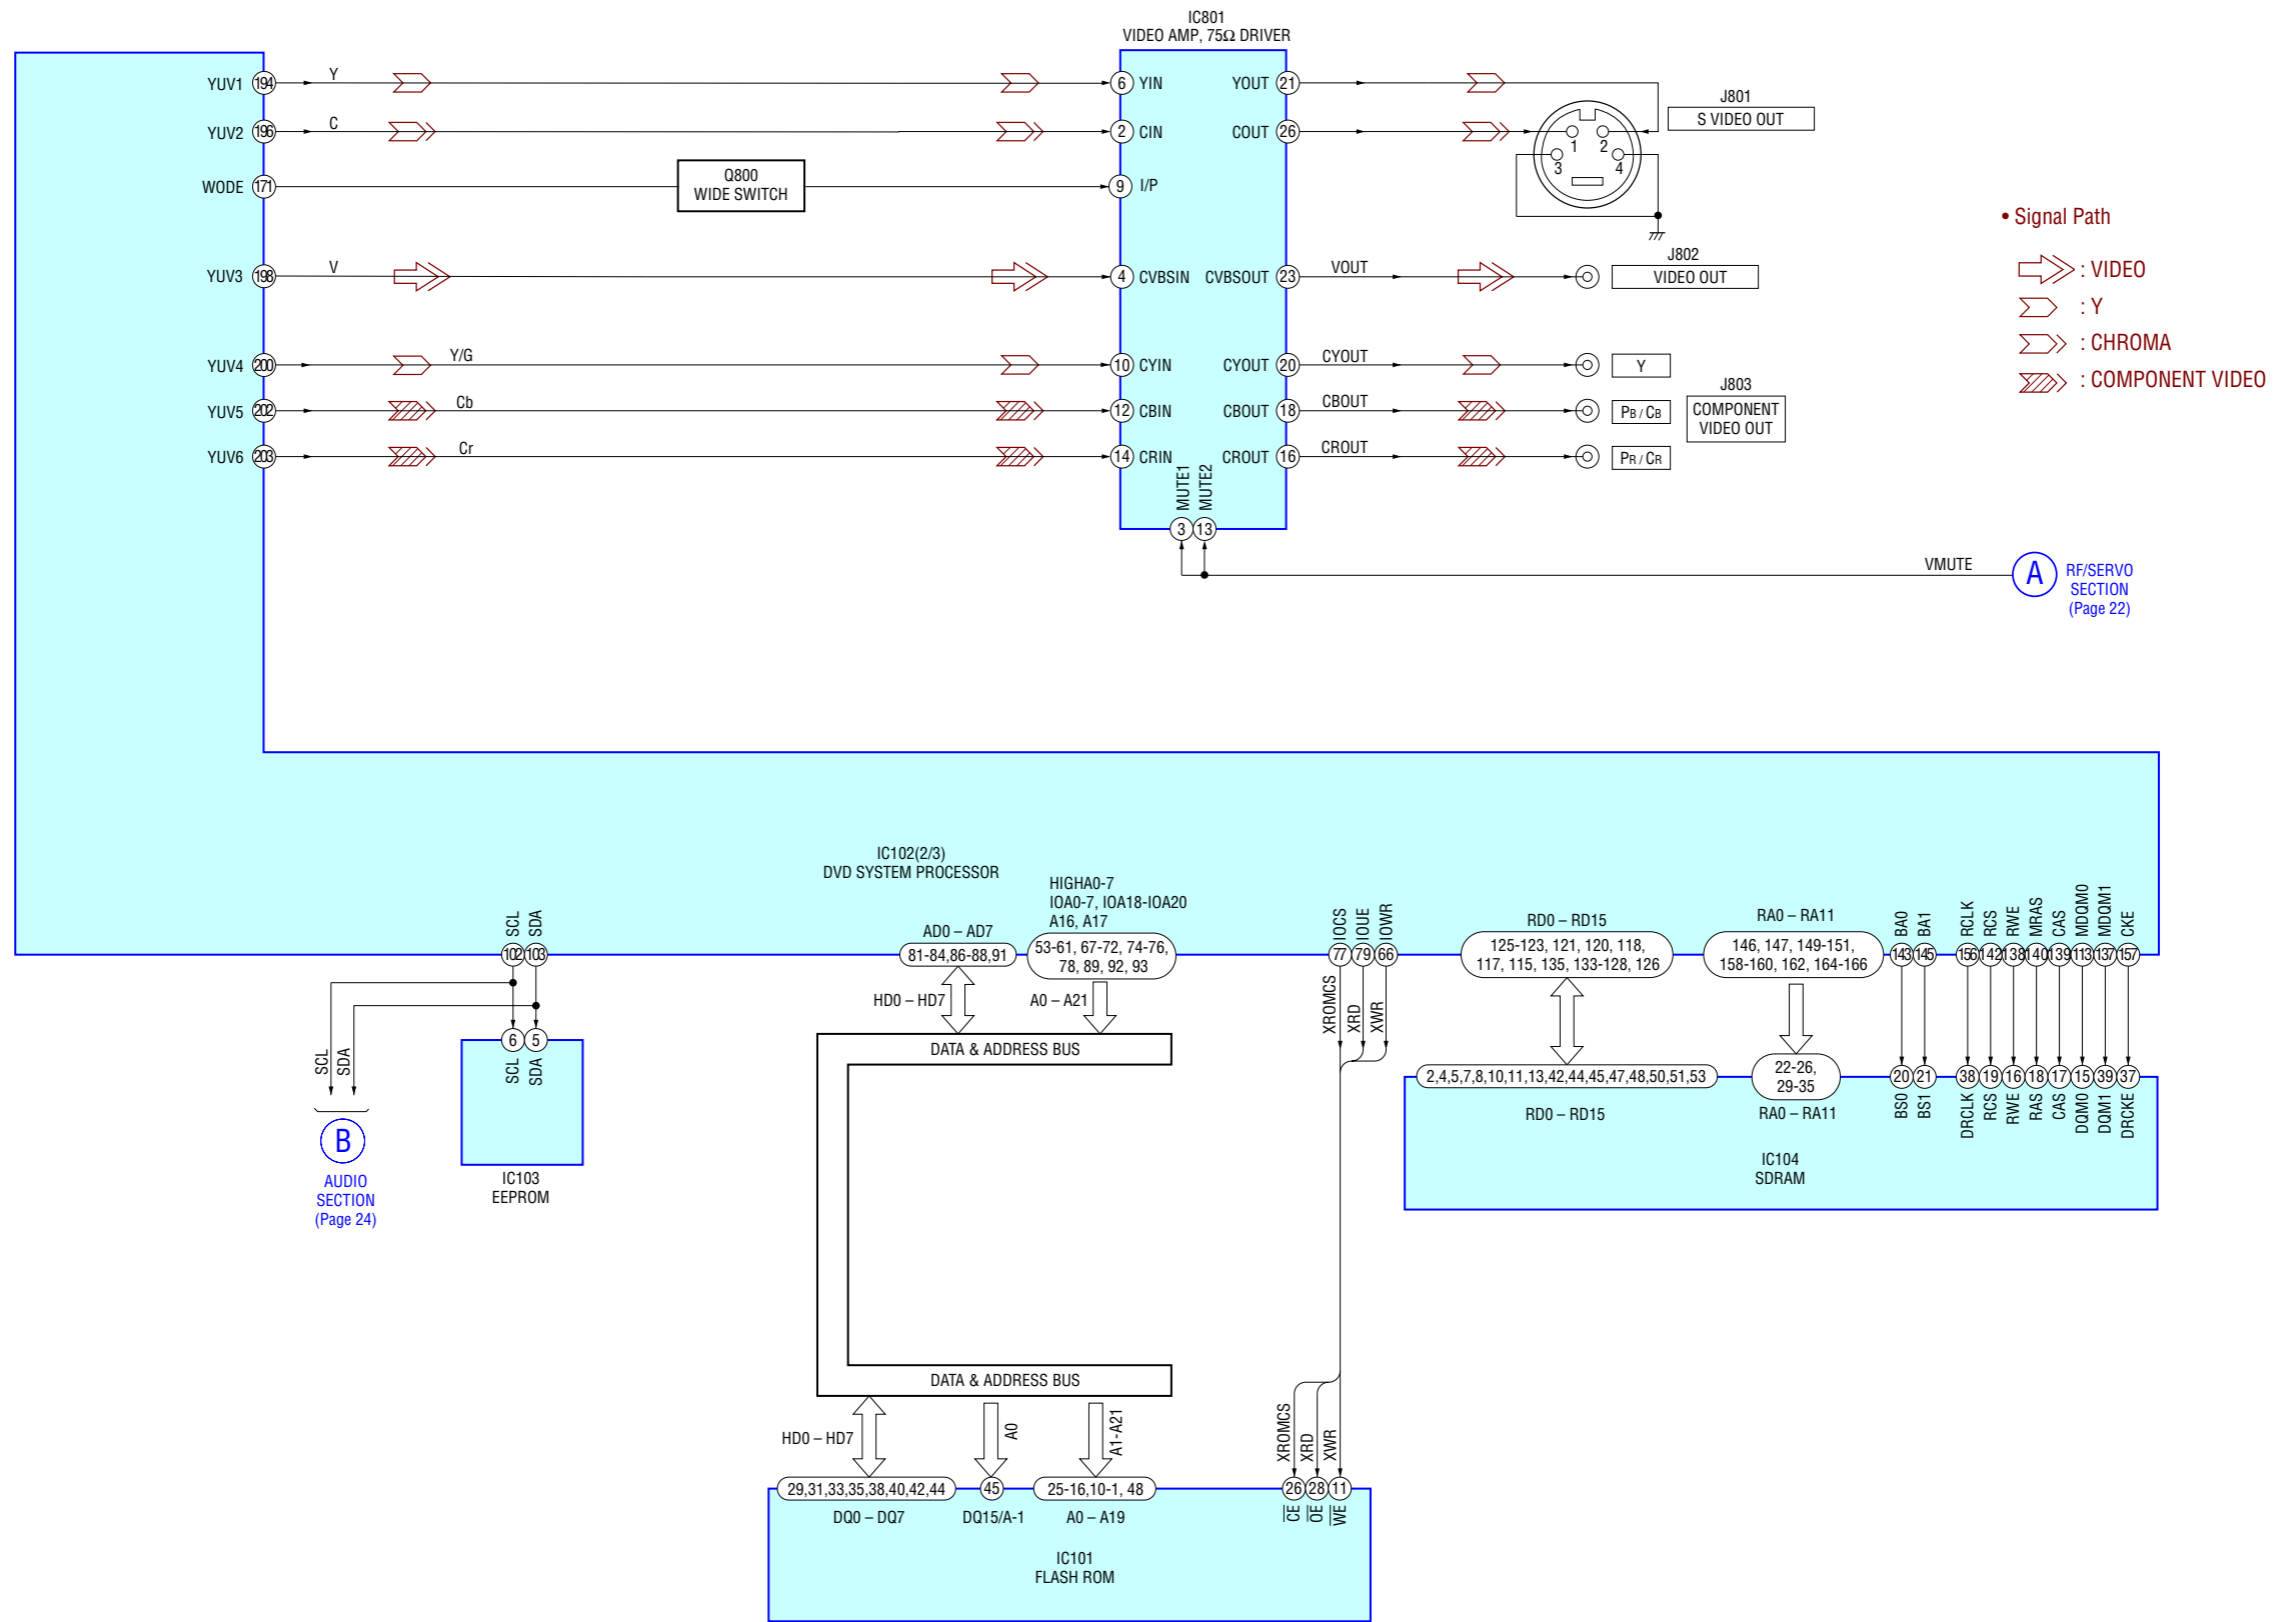 IC801
VIDEO AMP, 75Ω DRIVER
YUV1 194 Y 6 YIN YOUT 21
J801
S VIDEO OUT
YUV2 196 C 2 CIN COUT 26
1 2
3 4
WODE 171 Q800 9 I/P
WIDE SWITCH
• Signal Path
: VIDEO
: Y
: CHROMA
: COMPONENT VIDEO
YUV3 198 V 4 CVBSIN CVBSOUT 23 VOUT
J802
VIDEO OUT
YUV4 200 Y/G 10 CYIN CYOUT 20 CYOUT Y
YUV5 202 Cb 12 CBIN CBOUT 18 CBOUT PB / CB
J803
COMPONENT
VIDEO OUT
YUV6 203 Cr 14 CRIN CROUT 16 CROUT PR / CR
MUTE1 MUTE2
3 13
VMUTE A RF/SERVO
SECTION
(Page 22)
IC102(2/3)
DVD SYSTEM PROCESSOR
SCL SDA
102 103
AD0 – AD7
81-84,86-88,91
HIGHA0-7
IOA0-7, IOA18-IOA20
A16, A17
53-61, 67-72, 74-76,
78, 89, 92, 93
IOCS IOUE IOWR
77 79 66
RD0 – RD15
125-123, 121, 120, 118,
117, 115, 135, 133-128, 126
RA0 – RA11
146, 147, 149-151,
158-160, 162, 164-166
BA0 BA1 RCLK RCS RWE MRAS CAS MDQM0 MDQM1 CKE
143 145 156 142 138 140 139 113 137 157
HD0 – HD7 A0 – A21
XROMCS XRD XWR
DATA & ADDRESS BUS
6 5
SCL SDA
SCL SDA
B
AUDIO
SECTION
(Page 24)
IC103
EEPROM
2,4,5,7,8,10,11,13,42,44,45,47,48,50,51,53
RD0 – RD15
22-26,
29-35
RA0 – RA11
20 21 38 19 16 18 17 15 39 37
BS0 BS1 DRCLK RCS RWE RAS CAS DQM0 DQM1 DRCKE
IC104
SDRAM
DATA & ADDRESS BUS
HD0 – HD7 A0 A1-A21
XROMCS XRD XWR
29,31,33,35,38,40,42,44 45 25-16,10-1, 48 26 28 11
DQ0 – DQ7 DQ15/A-1 A0 – A19 CE OE WE
IC101
FLASH ROM